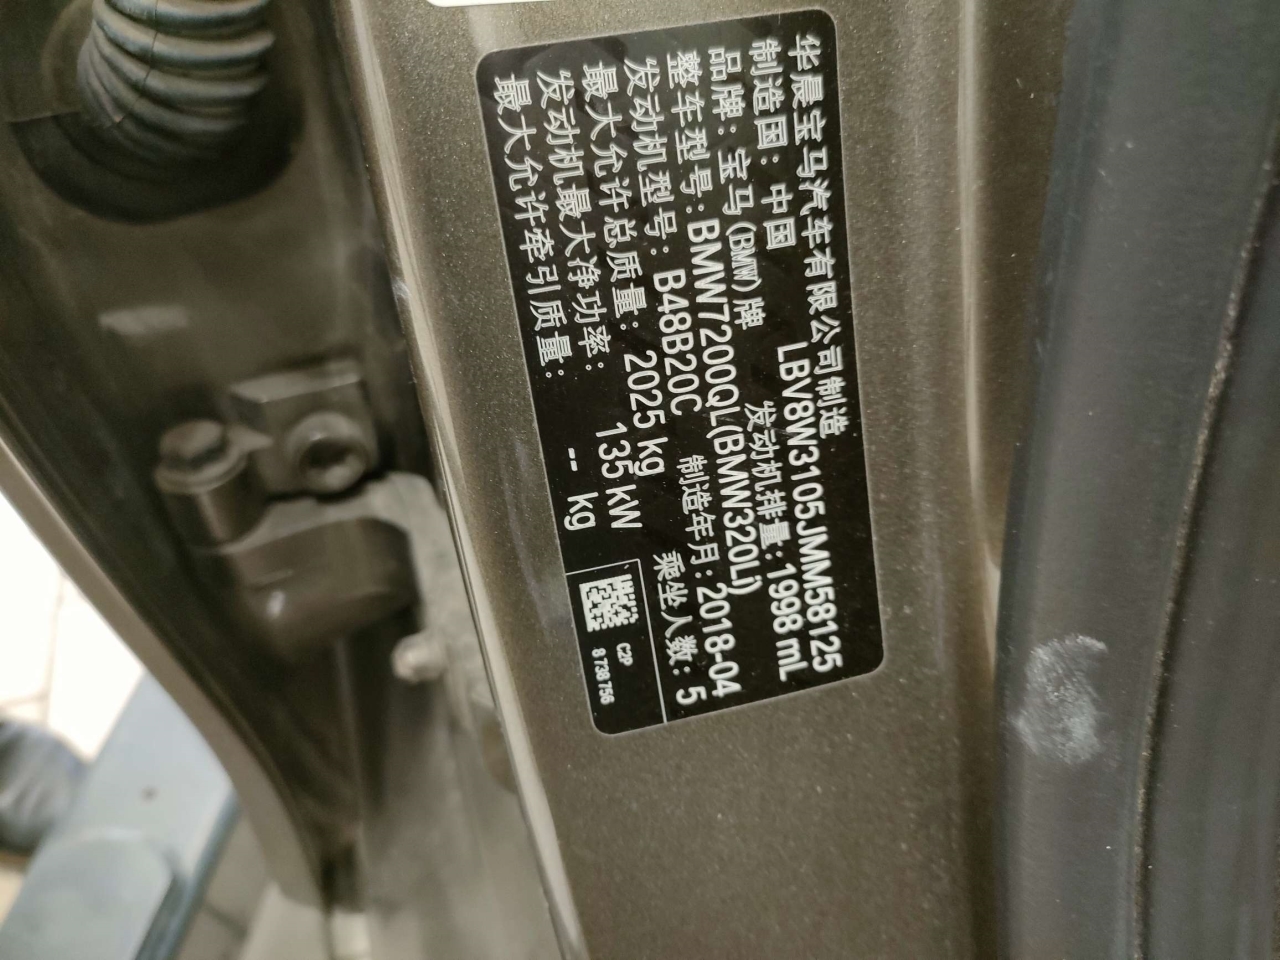 华晨宝马汽车有限公司制造
制造国: 中国 LBV8W3105JMM58125
品牌: 宝马(BMW)牌 发动机排量: 1998 mL
整车型号: BMW7200QL(BMW320Li)
发动机型号: B48B20C 制造年月: 2018-04
最大允许总质量: 2025 kg 乘坐人数: 5
发动机最大净功率: 135 kW
最大允许牵引质量: -- kg
C2P
8 738 756